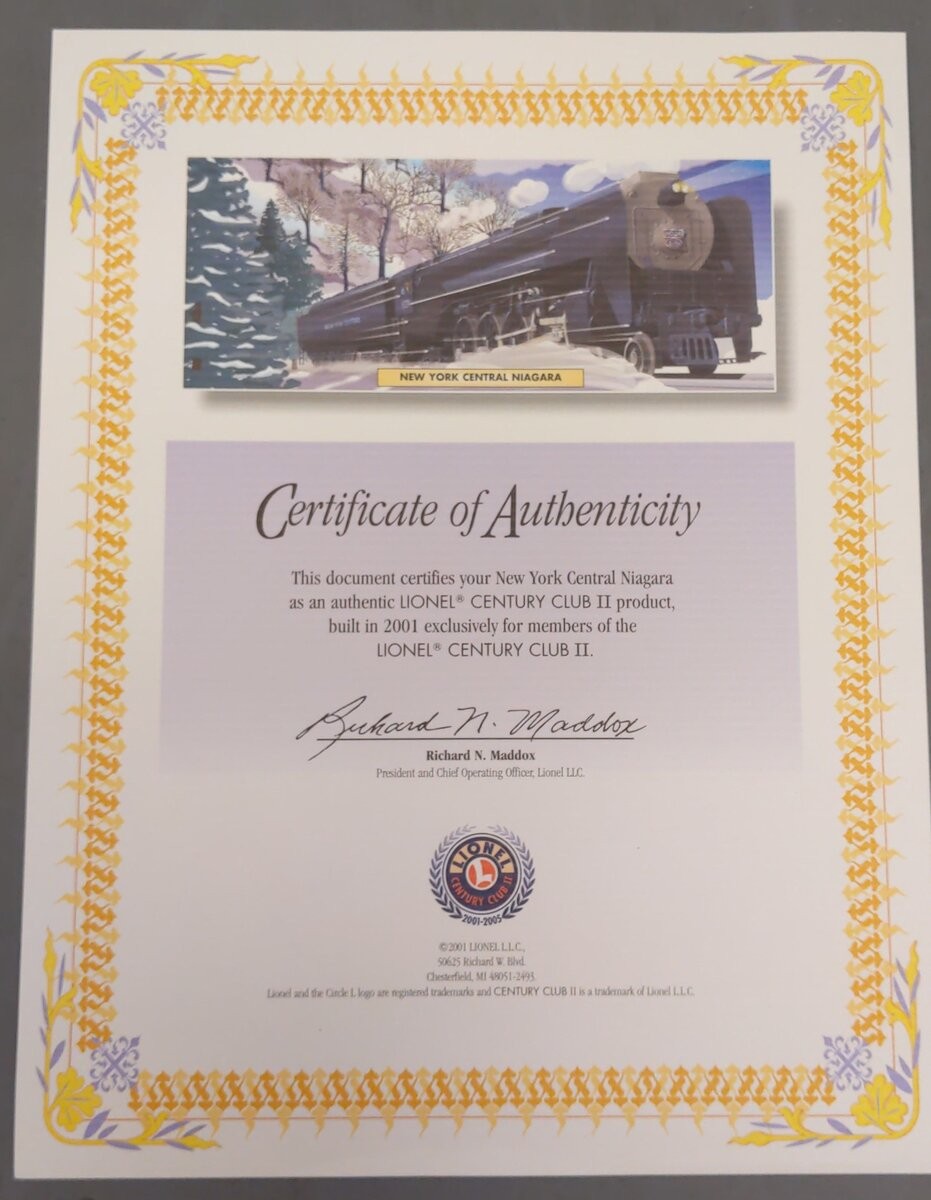 NEW YORK CENTRAL NIAGARA
Certificate of Authenticity
This document certifies your New York Central Niagara
as an authentic LIONEL® CENTURY CLUB II product,
built in 2001 exclusively for members of the
LIONEL® CENTURY CLUB II.
Richard N. Maddox
Richard N. Maddox
President and Chief Operating Officer, Lionel LLC.
LIONEL
L
CENTURY CLUB II
2001-2005
©2001 LIONEL L.L.C.,
50625 Richard W. Blvd.
Chesterfield, MI 48051-2493.
Lionel and the Circle L logo are registered trademarks and CENTURY CLUB II is a trademark of Lionel L.L.C.